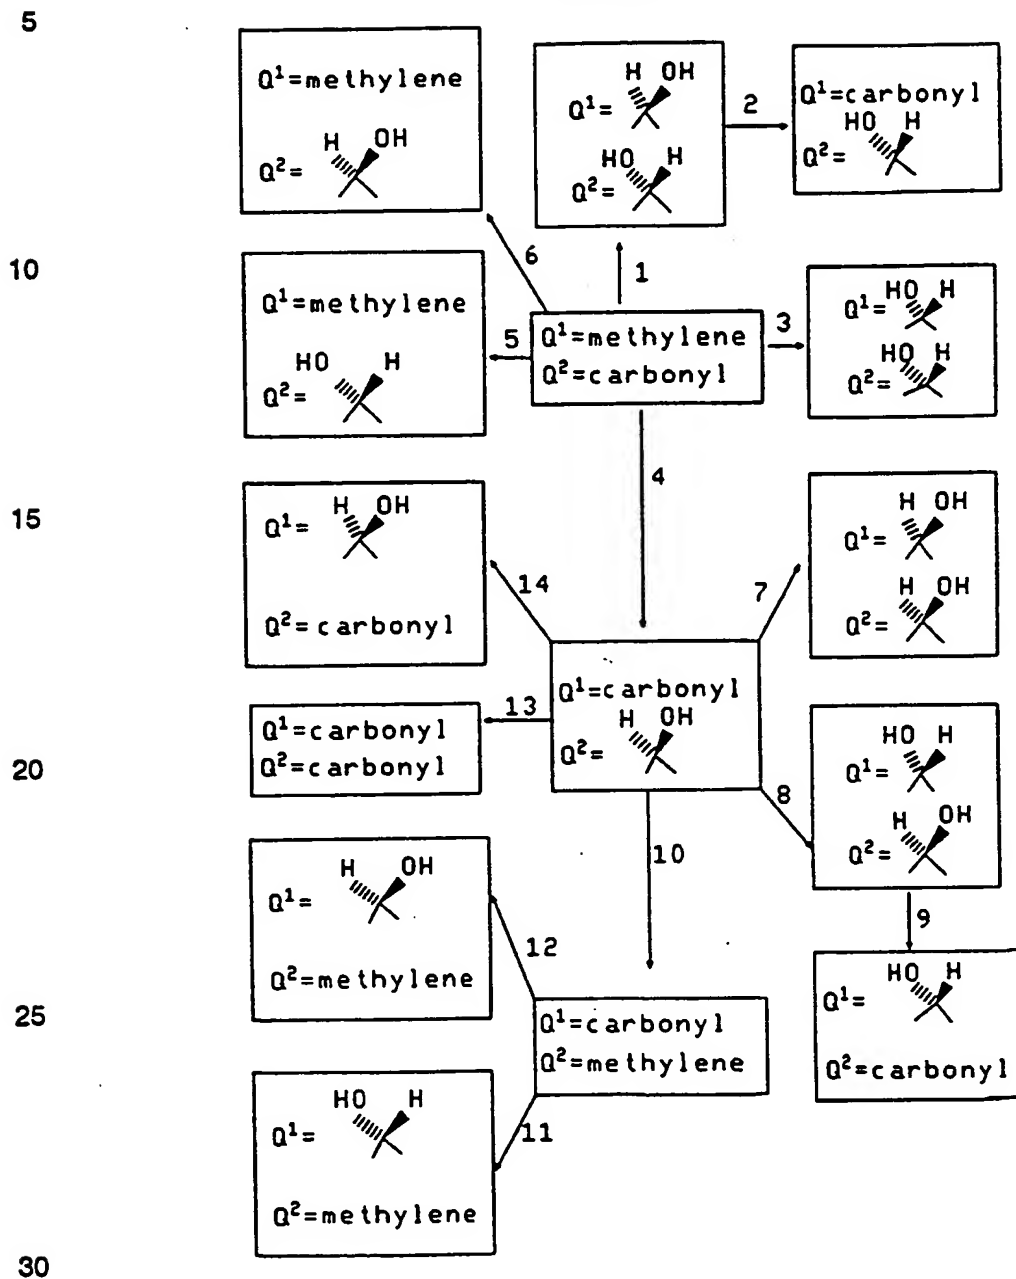 5
Q¹=methylene
H OH
Q²=
H OH
Q¹=
HO H
Q²=
2
Q¹=carbonyl
HO H
Q²=
6
1
10
Q¹=methylene
HO H
Q²=
5
Q¹=methylene
Q²=carbonyl
3
HO H
Q¹=
HO H
Q²=
4
15
H OH
Q¹=
Q²=carbonyl
14
7
H OH
Q¹=
H OH
Q²=
Q¹=carbonyl
H OH
Q²=
13
Q¹=carbonyl
Q²=carbonyl
20
8
HO H
Q¹=
H OH
Q²=
10
9
H OH
Q¹=
Q²=methylene
12
HO H
Q¹=
Q²=carbonyl
25
Q¹=carbonyl
Q²=methylene
11
HO H
Q¹=
Q²=methylene
30